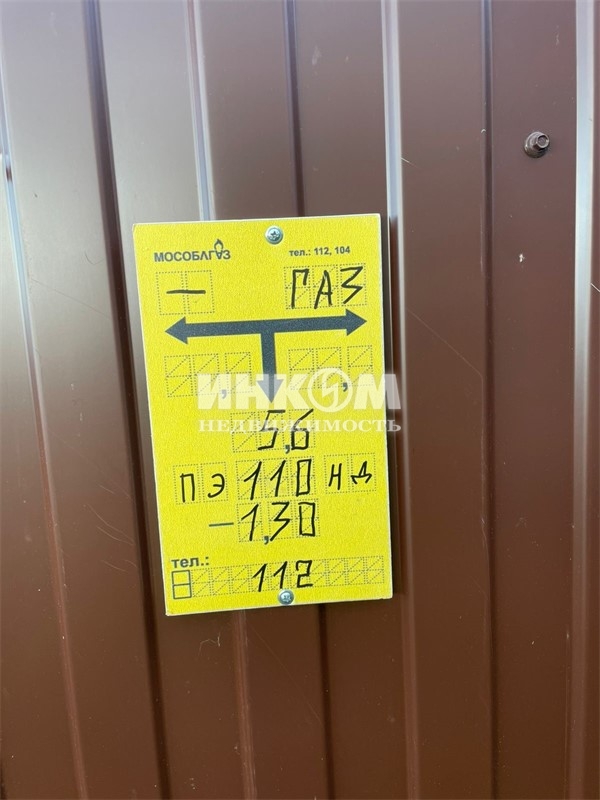 МОСОБЛГАЗ тел.: 112, 104
— ГАЗ
, ,
ИНКОМ
НЕДВИЖИМОСТЬ
5,6
ПЭ 110 НД
-1,30
тел.:
112